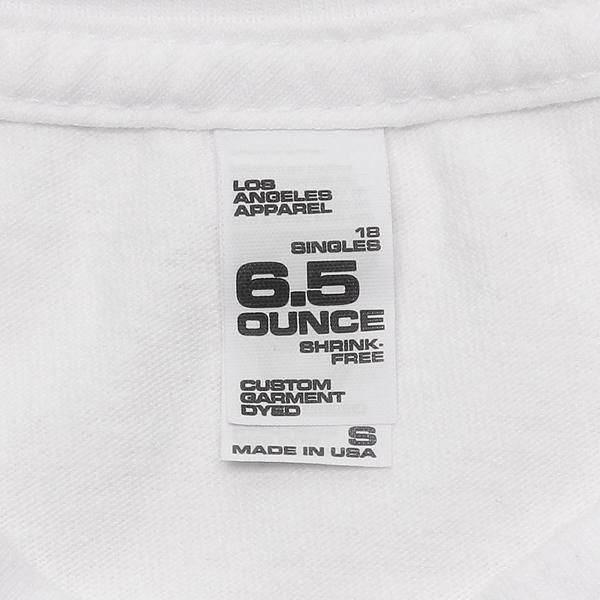 LOS
ANGELES
APPAREL
18
SINGLES
6.5
OUNCE
SHRINK-
FREE
CUSTOM
GARMENT
DYED
S
MADE IN USA